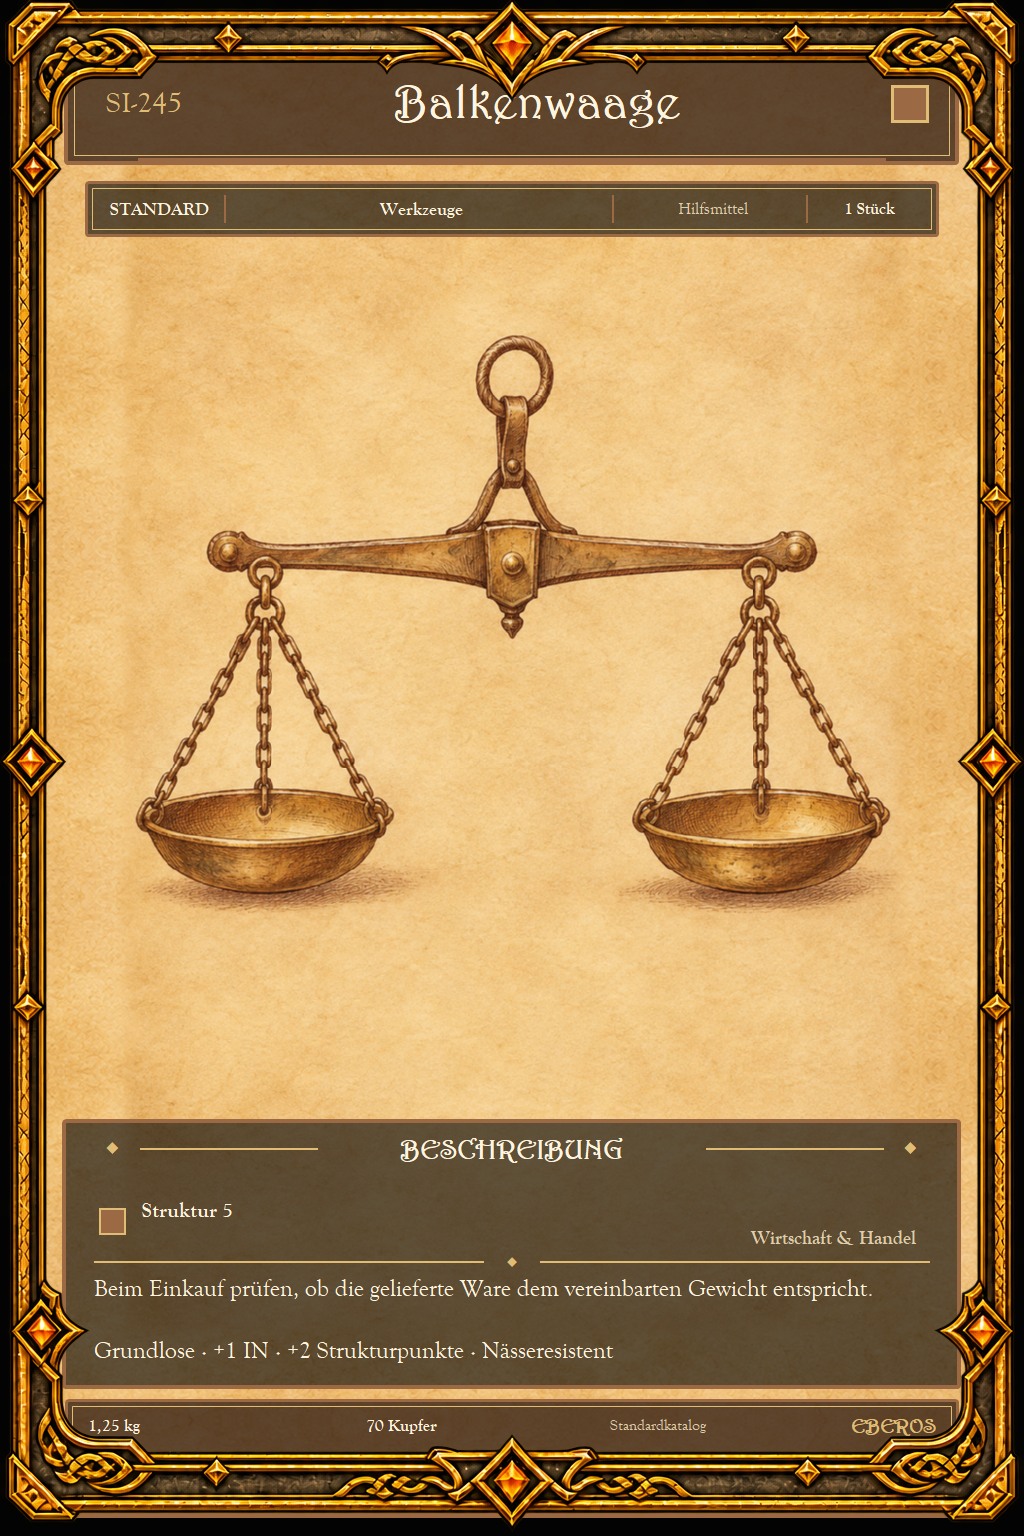 SI-245
Balkenwaage
STANDARD Werkzeuge Hilfsmittel 1 Stück
BESCHREIBUNG
Struktur 5
Wirtschaft & Handel
Beim Einkauf prüfen, ob die gelieferte Ware dem vereinbarten Gewicht entspricht.
Grundlose · +1 IN · +2 Strukturpunkte · Nässeresistent
1,25 kg 70 Kupfer Standardkatalog EBEROS